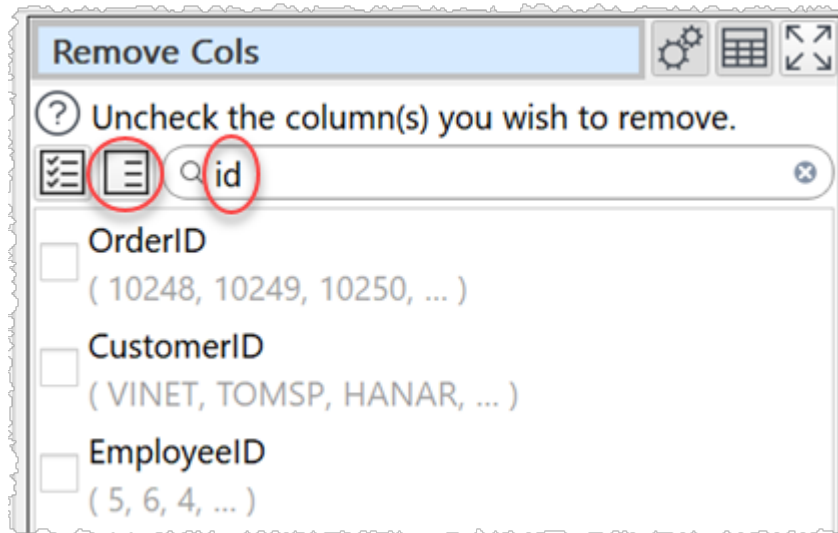 Remove Cols
? Uncheck the column(s) you wish to remove.
id
OrderID
( 10248, 10249, 10250, ... )
CustomerID
( VINET, TOMSP, HANAR, ... )
EmployeeID
( 5, 6, 4, ... )